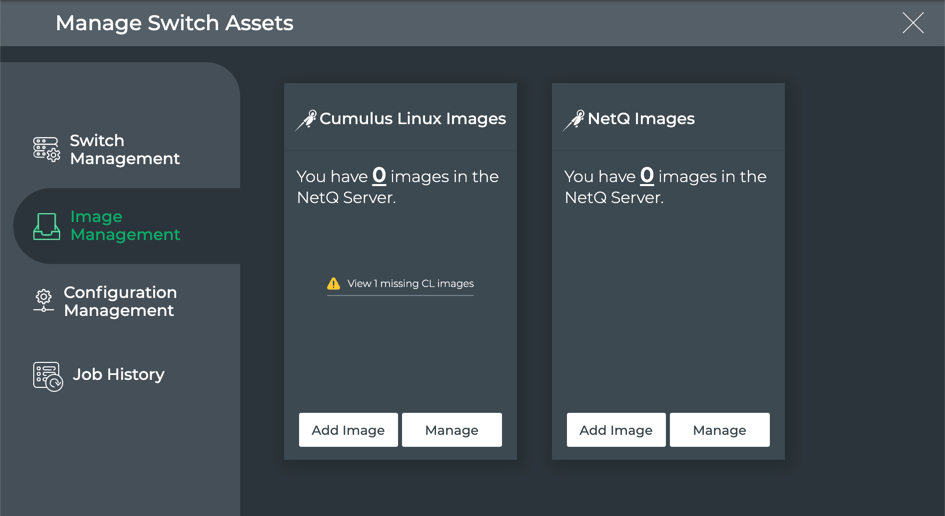 Manage Switch Assets
Switch
Management
Image
Management
Configuration
Management
Job History
Cumulus Linux Images
You have 0 images in the
NetQ Server.
View 1 missing CL images
Add Image
Manage
NetQ Images
You have 0 images in the
NetQ Server.
Add Image
Manage